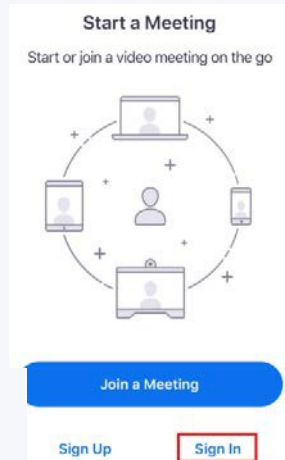 Start a Meeting
Start or join a video meeting on the go
Join a Meeting
Sign Up Sign In